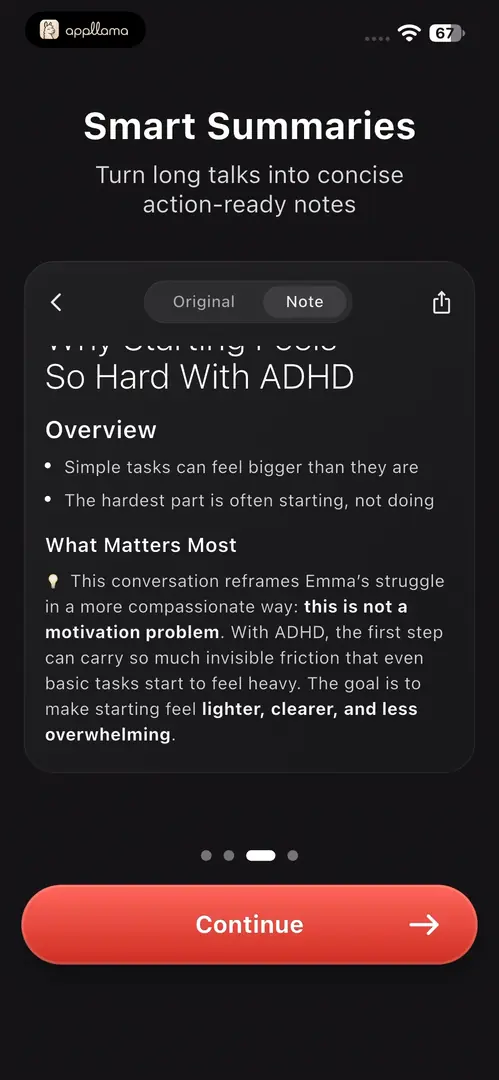 appllama
67
Smart Summaries
Turn long talks into concise
action-ready notes
Original
Note
Why Starting Feels
So Hard With ADHD
Overview
• Simple tasks can feel bigger than they are
• The hardest part is often starting, not doing
What Matters Most
💡 This conversation reframes Emma's struggle
in a more compassionate way: this is not a
motivation problem. With ADHD, the first step
can carry so much invisible friction that even
basic tasks start to feel heavy. The goal is to
make starting feel lighter, clearer, and less
overwhelming.
Continue